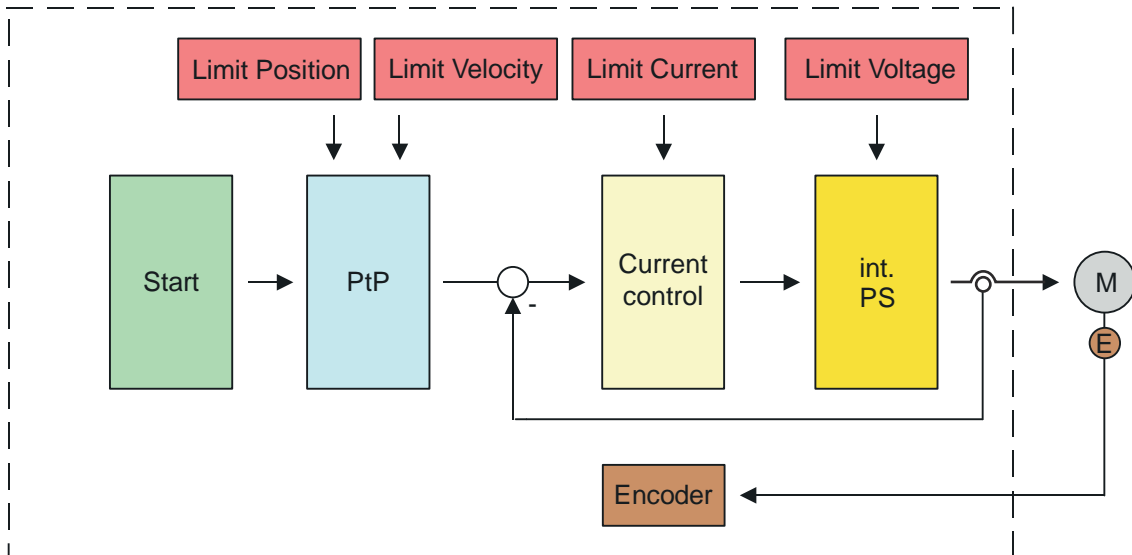 Limit Position
Limit Velocity
Limit Current
Limit Voltage
Start
PtP
-
Current
control
int.
PS
M
E
Encoder